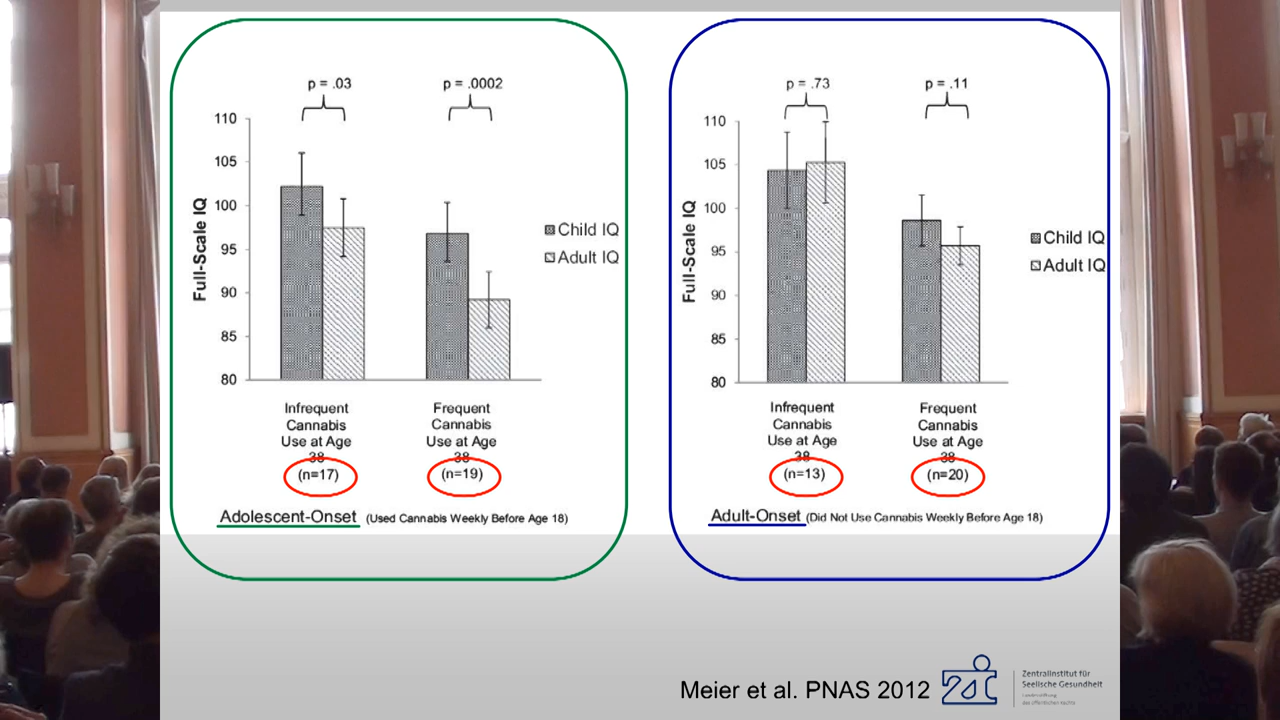 p = .03
p = .0002
110
105
100
95
90
85
80
Full-Scale IQ
Child IQ
Adult IQ
Infrequent
Cannabis
Use at Age
38
(n=17)
Frequent
Cannabis
Use at Age
38
(n=19)
Adolescent-Onset (Used Cannabis Weekly Before Age 18)
p = .73
p = .11
110
105
100
95
90
85
80
Full-Scale IQ
Child IQ
Adult IQ
Infrequent
Cannabis
Use at Age
38
(n=13)
Frequent
Cannabis
Use at Age
38
(n=20)
Adult-Onset (Did Not Use Cannabis Weekly Before Age 18)
Meier et al. PNAS 2012
Zentralinstitut für
Seelische Gesundheit